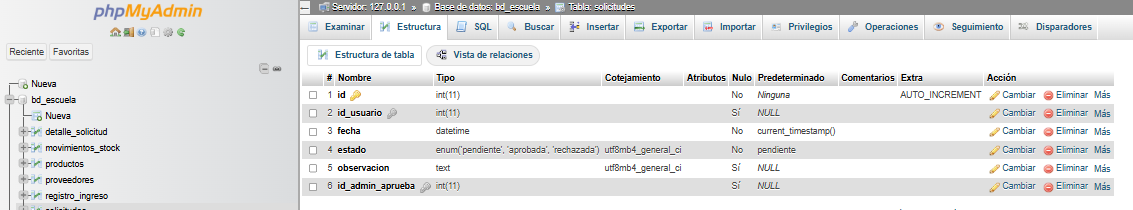 phpMyAdmin
Reciente Favoritas
Nueva
bd_escuela
Nueva
detalle_solicitud
movimientos_stock
productos
proveedores
registro_ingreso
solicitudes
Servidor: 127.0.0.1 » Base de datos: bd_escuela » Tabla: solicitudes
Examinar Estructura SQL Buscar Insertar Exportar Importar Privilegios Operaciones Seguimiento Disparadores
Estructura de tabla Vista de relaciones
# Nombre Tipo Cotejamiento Atributos Nulo Predeterminado Comentarios Extra Acción
1 id int(11) No Ninguna AUTO_INCREMENT Cambiar Eliminar Más
2 id_usuario int(11) Sí NULL Cambiar Eliminar Más
3 fecha datetime No current_timestamp() Cambiar Eliminar Más
4 estado enum('pendiente', 'aprobada', 'rechazada') utf8mb4_general_ci No pendiente Cambiar Eliminar Más
5 observacion text utf8mb4_general_ci Sí NULL Cambiar Eliminar Más
6 id_admin_aprueba int(11) Sí NULL Cambiar Eliminar Más